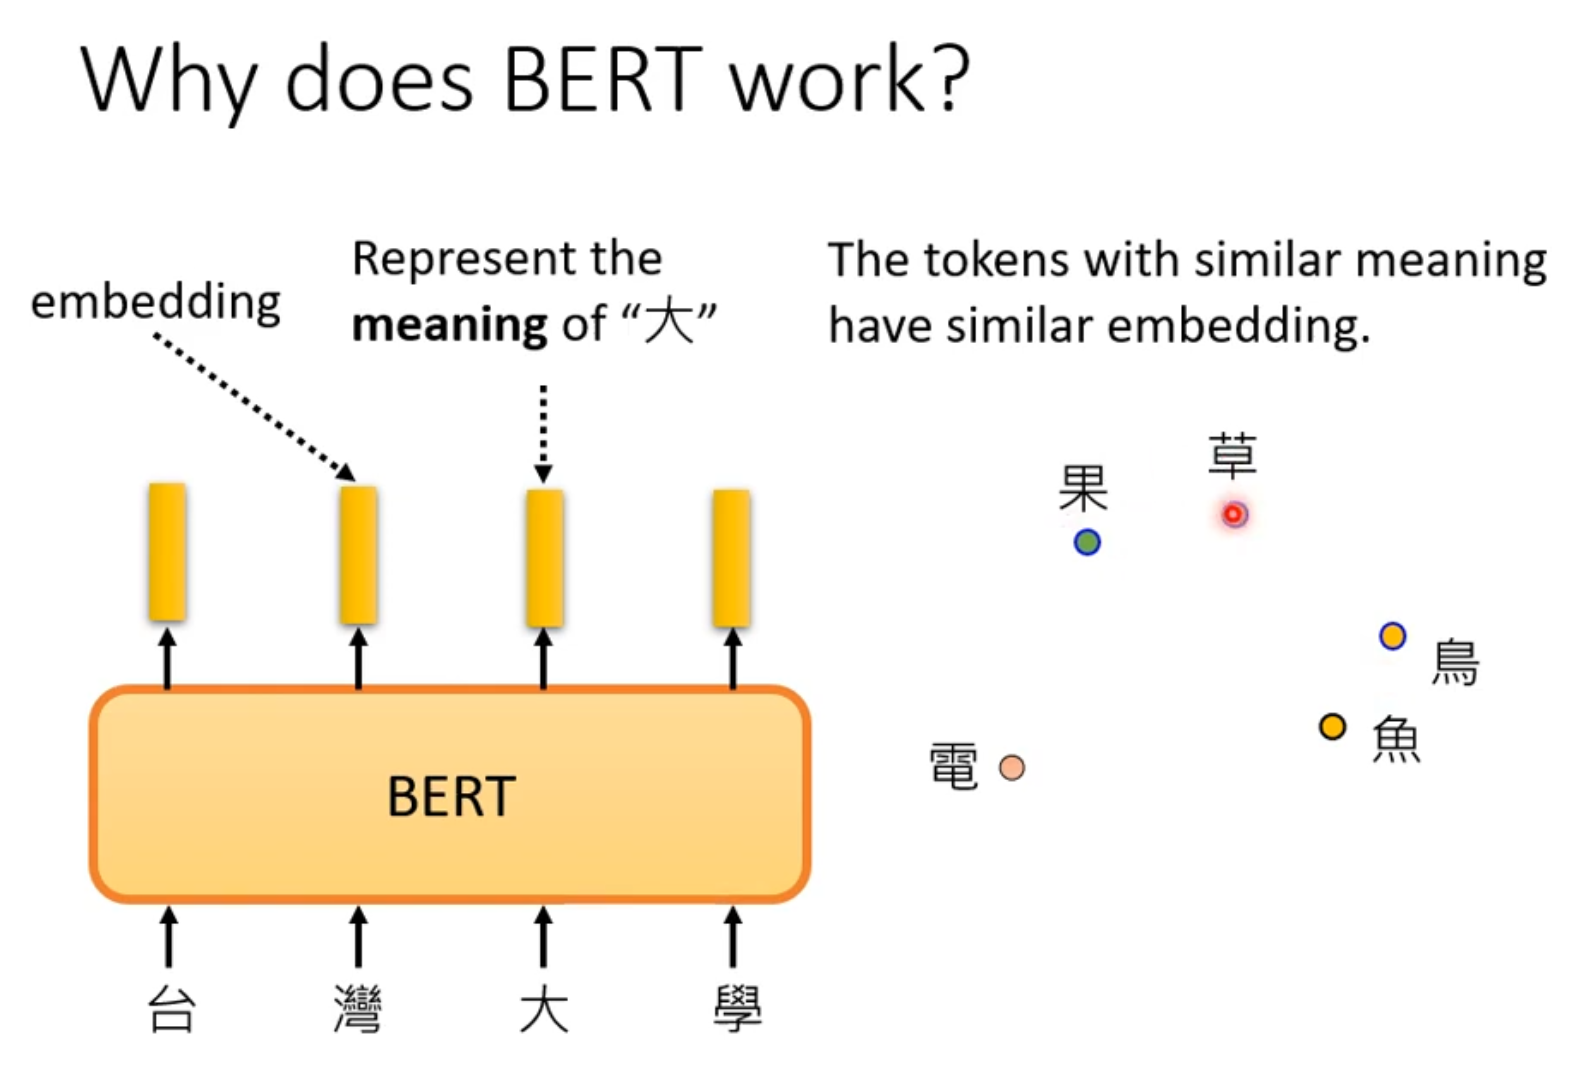 Why does BERT work?
embedding
Represent the
meaning of “大”
The tokens with similar meaning
have similar embedding.
果
草
鳥
魚
電
BERT
台 灣 大 學